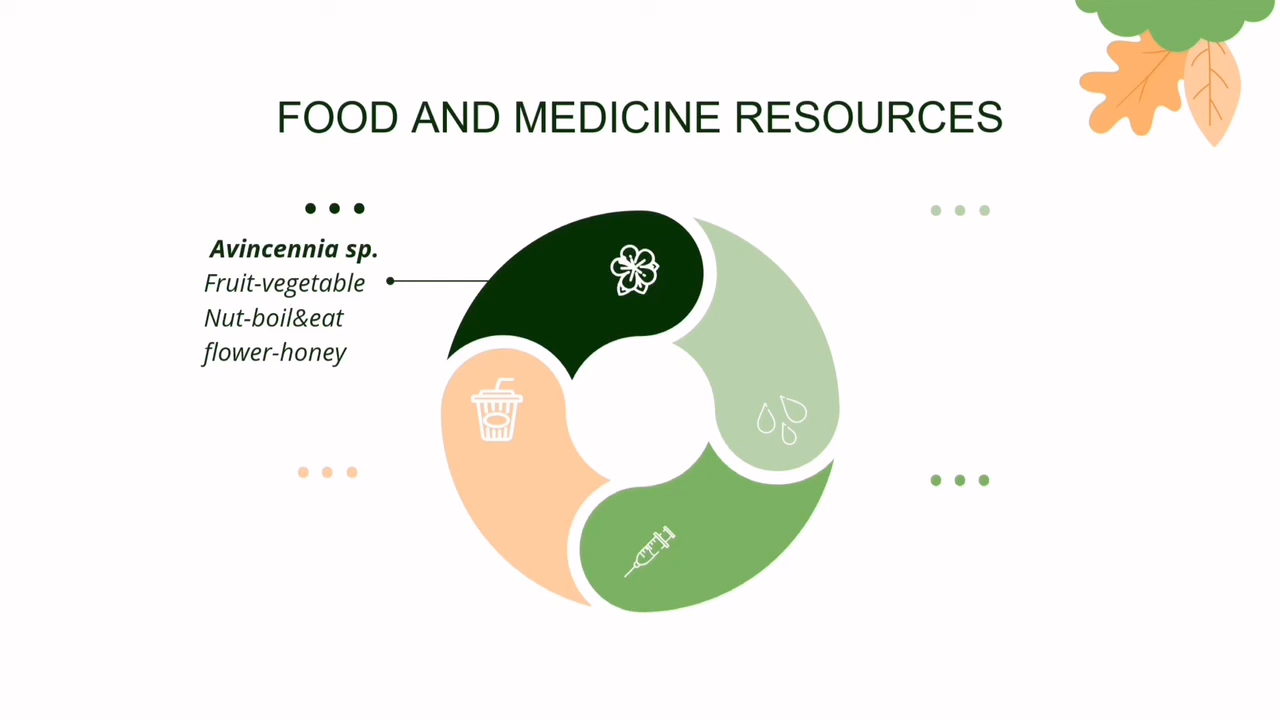 FOOD AND MEDICINE RESOURCES
Avincennia sp.
Fruit-vegetable
Nut-boil&eat
flower-honey